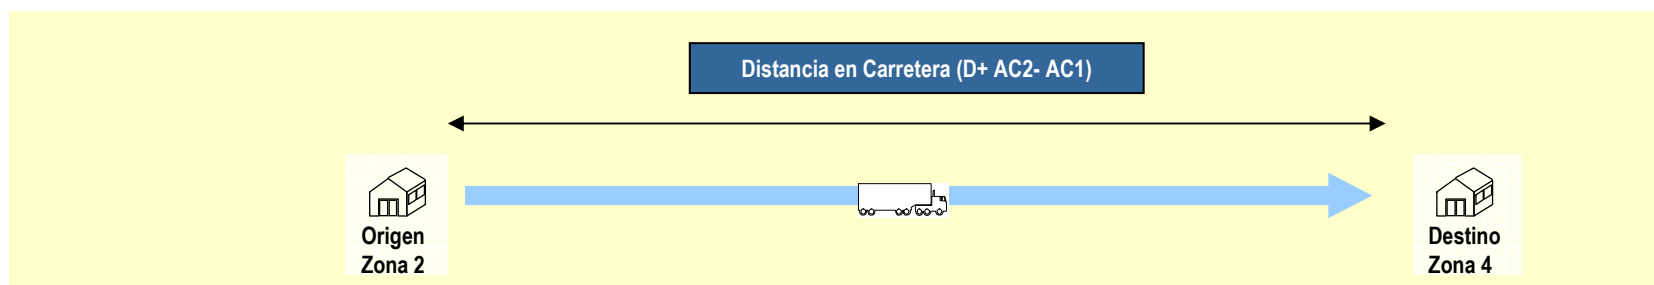 Distancia en Carretera (D+ AC2- AC1)
Origen
Zona 2
Destino
Zona 4